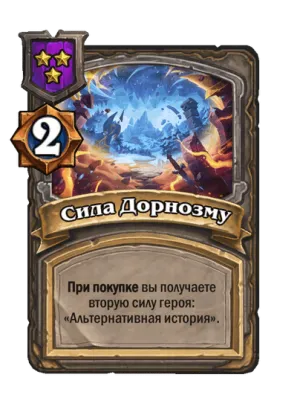 2
Сила Дорнозму
При покупке вы получаете
вторую силу героя:
«Альтернативная история».